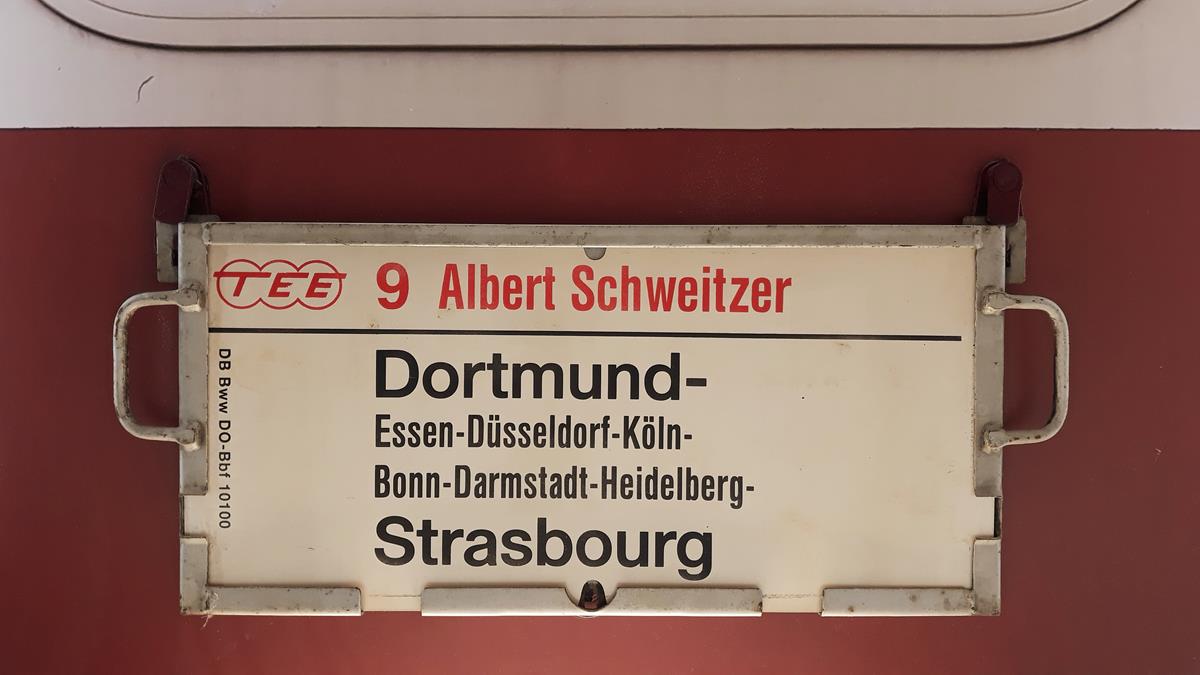 TEE 9 Albert Schweitzer
Dortmund-
Essen-Düsseldorf-Köln-
Bonn-Darmstadt-Heidelberg-
Strasbourg
DB Bww DO-Bbf 10100